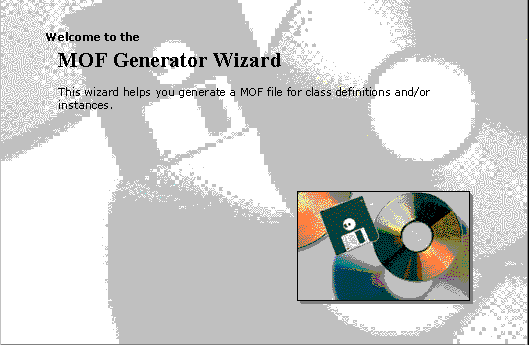 Welcome to the
MOF Generator Wizard
This wizard helps you generate a MOF file for class definitions and/or
instances.